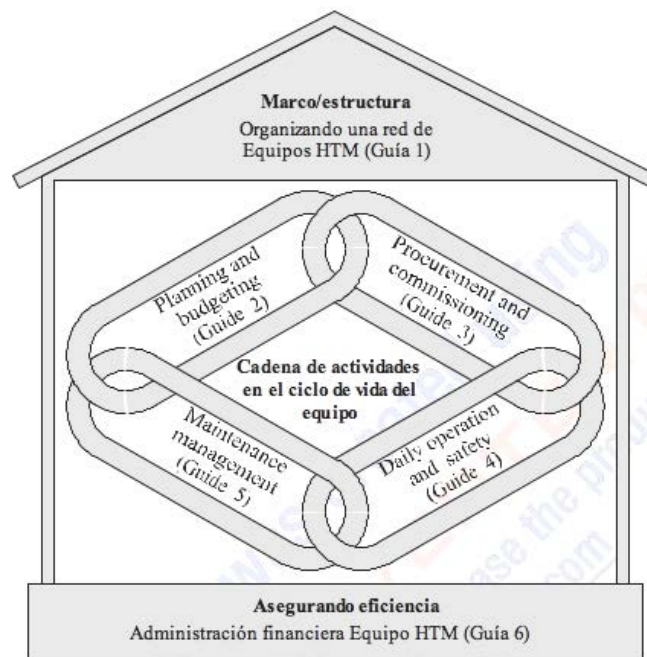 Marco/estructura
Organizando una red de
Equipos HTM (Guía 1)
Planning and
budgeting
(Guide 2)
Procurement and
commissioning
(Guide 3)
Cadena de actividades
en el ciclo de vida del
equipo
Maintenance
management
(Guide 5)
Daily operation
and safety
(Guide 4)
Asegurando eficiencia
Administración financiera Equipo HTM (Guía 6)